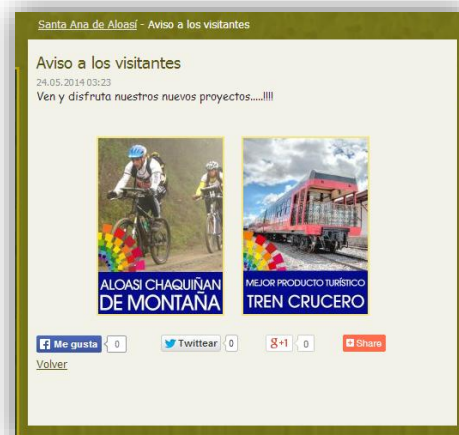 Santa Ana de Aloasí - Aviso a los visitantes
Aviso a los visitantes
24.05.2014 03:23
Ven y disfruta nuestros nuevos proyectos.....!!!!
ALOASI CHAQUIÑAN
DE MONTAÑA
MEJOR PRODUCTO TURÍSTICO
TREN CRUCERO
Me gusta 0
Twittear 0
g+1 0
Share
Volver